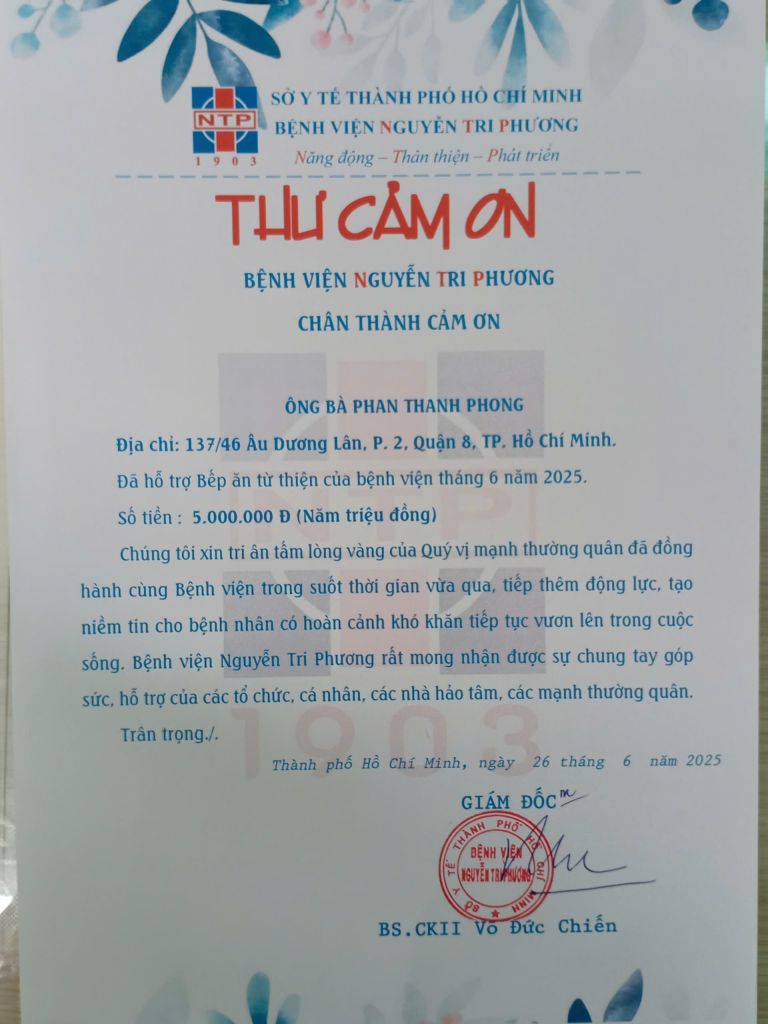 SỞ Y TẾ THÀNH PHỐ HỒ CHÍ MINH
NTP
BỆNH VIỆN NGUYỄN TRI PHƯƠNG
1903
Năng động – Thân thiện – Phát triển
THƯ CẢM ƠN
BỆNH VIỆN NGUYỄN TRI PHƯƠNG
CHÂN THÀNH CẢM ƠN
ÔNG BÀ PHAN THANH PHONG
Địa chỉ: 137/46 Âu Dương Lân, P. 2, Quận 8, TP. Hồ Chí Minh.
Đã hỗ trợ Bếp ăn từ thiện của bệnh viện tháng 6 năm 2025.
Số tiền : 5.000.000 Đ (Năm triệu đồng)
Chúng tôi xin tri ân tấm lòng vàng của Quý vị mạnh thường quân đã đồng
hành cùng Bệnh viện trong suốt thời gian vừa qua, tiếp thêm động lực, tạo
niềm tin cho bệnh nhân có hoàn cảnh khó khăn tiếp tục vươn lên trong cuộc
sống. Bệnh viện Nguyễn Tri Phương rất mong nhận được sự chung tay góp
sức, hỗ trợ của các tổ chức, cá nhân, các nhà hảo tâm, các mạnh thường quân.
Trân trọng./.
NTP
1903
Thành phố Hồ Chí Minh, ngày 26 tháng 6 năm 2025
GIÁM ĐỐC
SỞ Y TẾ THÀNH PHỐ HỒ CHÍ MINH
BỆNH VIỆN
NGUYỄN TRI PHƯƠNG
BS.CKII Võ Đức Chiến